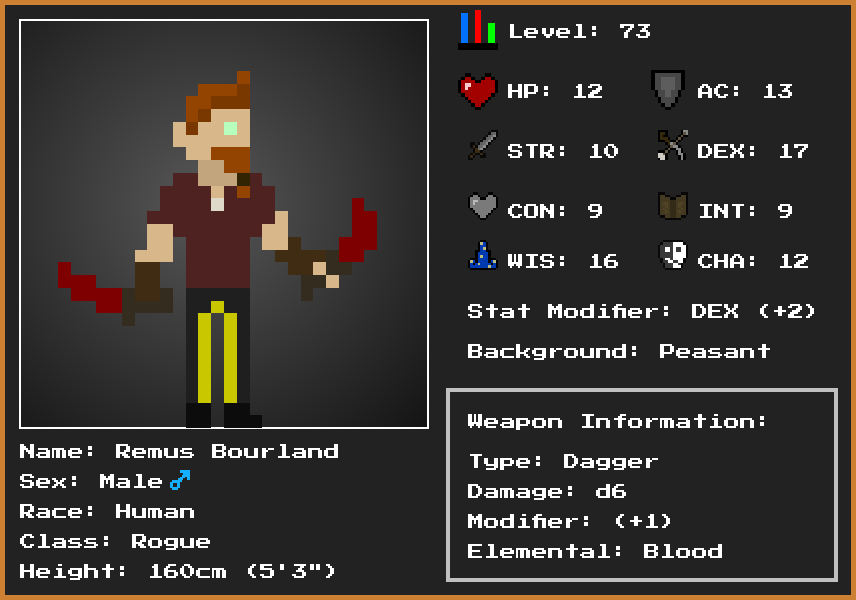 Level: 73
HP: 12 AC: 13
STR: 10 DEX: 17
CON: 9 INT: 9
WIS: 16 CHA: 12
Stat Modifier: DEX (+2)
Background: Peasant
Weapon Information:
Type: Dagger
Damage: d6
Modifier: (+1)
Elemental: Blood
Name: Remus Bourland
Sex: Male ♂
Race: Human
Class: Rogue
Height: 160cm (5'3")